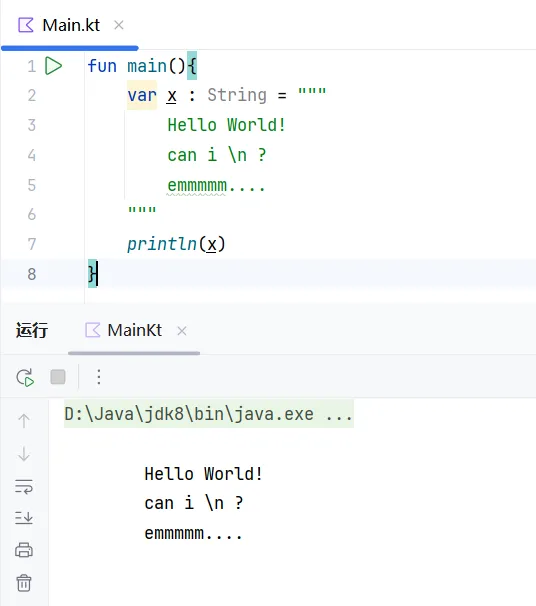 Main.kt
1 fun main(){
2 var x : String = """
3 Hello World!
4 can i \n ?
5 emmmmm....
6 """
7 println(x)
8 }
运行 MainKt
D:\Java\jdk8\bin\java.exe ...
Hello World!
can i \n ?
emmmmm....